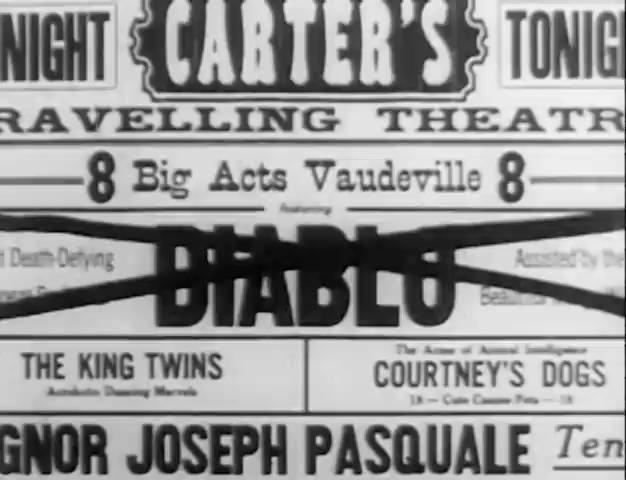 NIGHT CARTER'S TONIG
RAVELLING THEATR
8 Big Acts Vaudeville 8
featuring
t Death-Defying DIABLO Assisted by the
THE KING TWINS
Acrobatic Dancing Marvels
The Acme of Animal Intelligence
COURTNEY'S DOGS
18 — Cute Canine Pets — 18
GNOR JOSEPH PASQUALE Ten